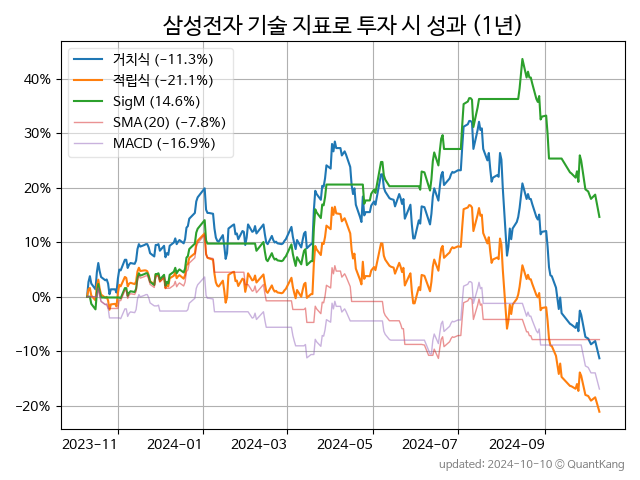 삼성전자 기술 지표로 투자 시 성과 (1년)
거치식 (-11.3%)
적립식 (-21.1%)
SigM (14.6%)
SMA(20) (-7.8%)
MACD (-16.9%)
40%
30%
20%
10%
0%
-10%
-20%
2023-11 2024-01 2024-03 2024-05 2024-07 2024-09
updated: 2024-10-10 © QuantKang